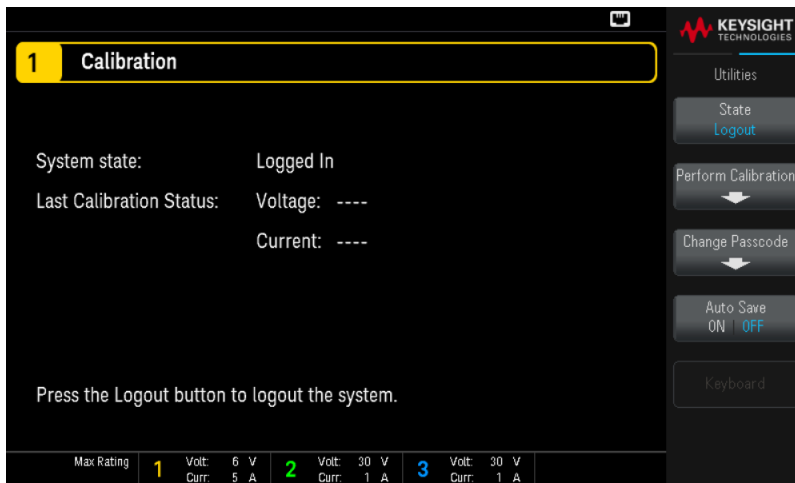 KEYSIGHT
TECHNOLOGIES
1 Calibration
Utilities
State
Logout
System state: Logged In
Perform Calibration
Last Calibration Status: Voltage: ----
Current: ----
Change Passcode
Auto Save
ON | OFF
Keyboard
Press the Logout button to logout the system.
Max Rating 1 Volt: 6 V 2 Volt: 30 V 3 Volt: 30 V
Curr: 5 A Curr: 1 A Curr: 1 A